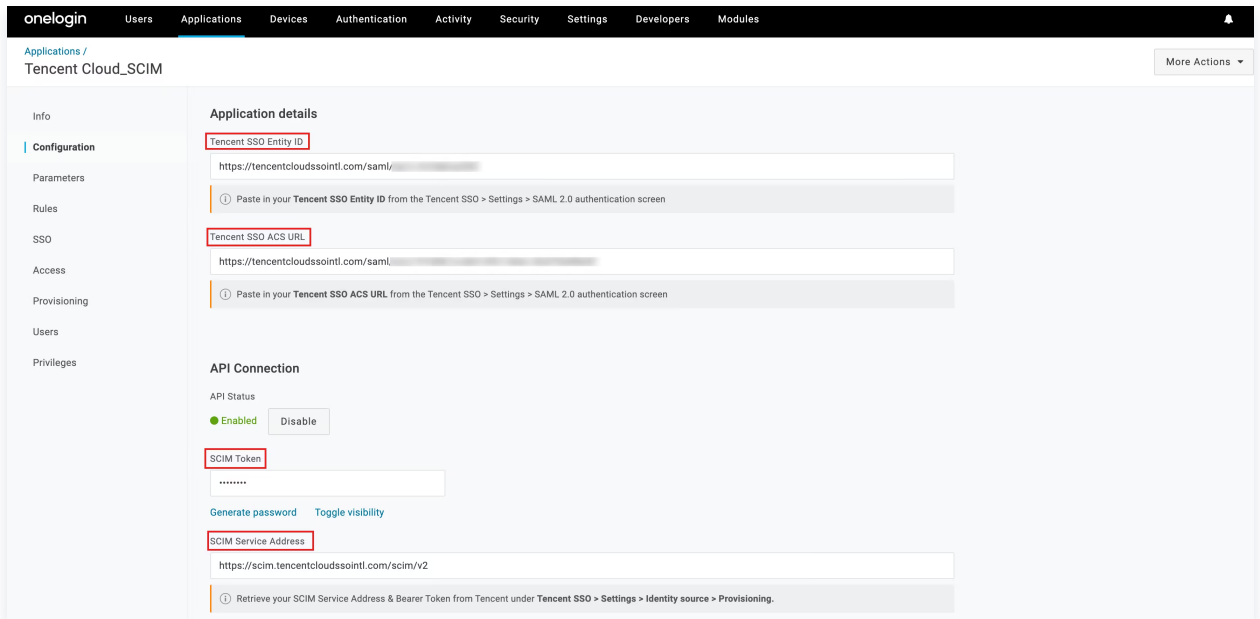 onelogin Users Applications Devices Authentication Activity Security Settings Developers Modules
Applications /
Tencent Cloud_SCIM
More Actions
Info
Configuration
Parameters
Rules
SSO
Access
Provisioning
Users
Privileges
Application details
Tencent SSO Entity ID
https://tencentcloudssointl.com/saml/
Paste in your Tencent SSO Entity ID from the Tencent SSO > Settings > SAML 2.0 authentication screen
Tencent SSO ACS URL
https://tencentcloudssointl.com/saml
Paste in your Tencent SSO ACS URL from the Tencent SSO > Settings > SAML 2.0 authentication screen
API Connection
API Status
Enabled Disable
SCIM Token
••••••••
Generate password Toggle visibility
SCIM Service Address
https://scim.tencentcloudssointl.com/scim/v2
Retrieve your SCIM Service Address & Bearer Token from Tencent under Tencent SSO > Settings > Identity source > Provisioning.